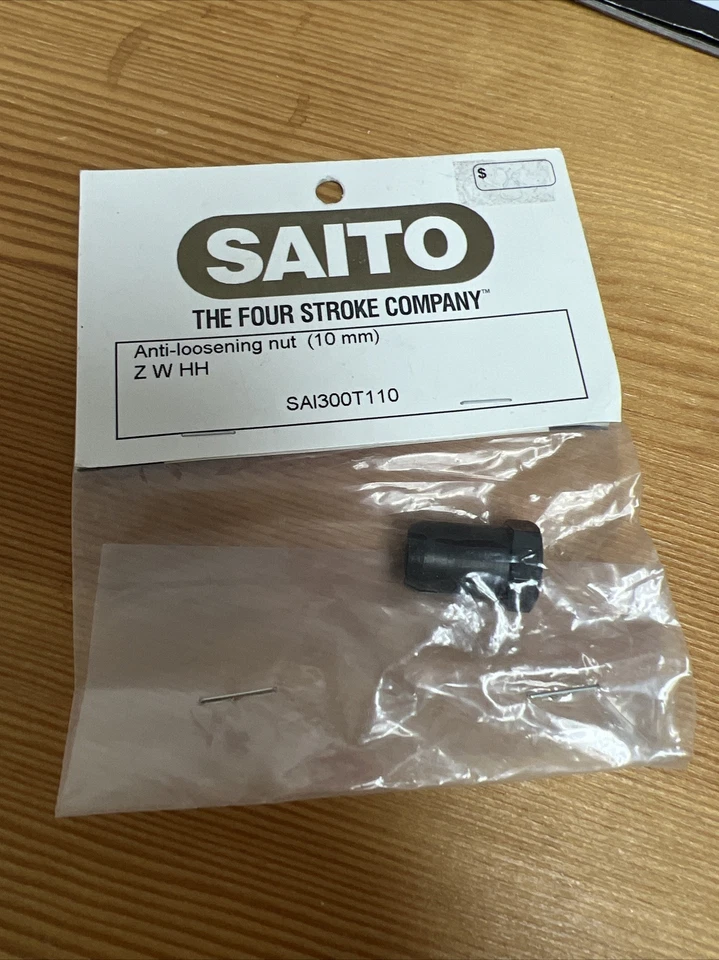 $
SAITO
THE FOUR STROKE COMPANY™
Anti-loosening nut (10 mm)
Z W HH
SAI300T110